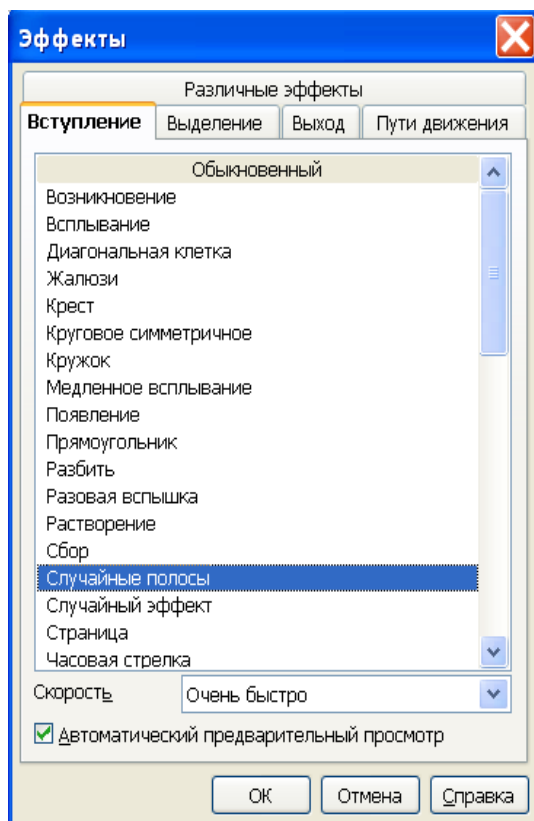 Эффекты
Различные эффекты
Вступление Выделение Выход Пути движения
Обыкновенный
Возникновение
Всплывание
Диагональная клетка
Жалюзи
Крест
Круговое симметричное
Кружок
Медленное всплывание
Появление
Прямоугольник
Разбить
Разовая вспышка
Растворение
Сбор
Случайные полосы
Случайный эффект
Страница
Часовая стрелка
Скорость Очень быстро
Автоматический предварительный просмотр
ОК Отмена Справка